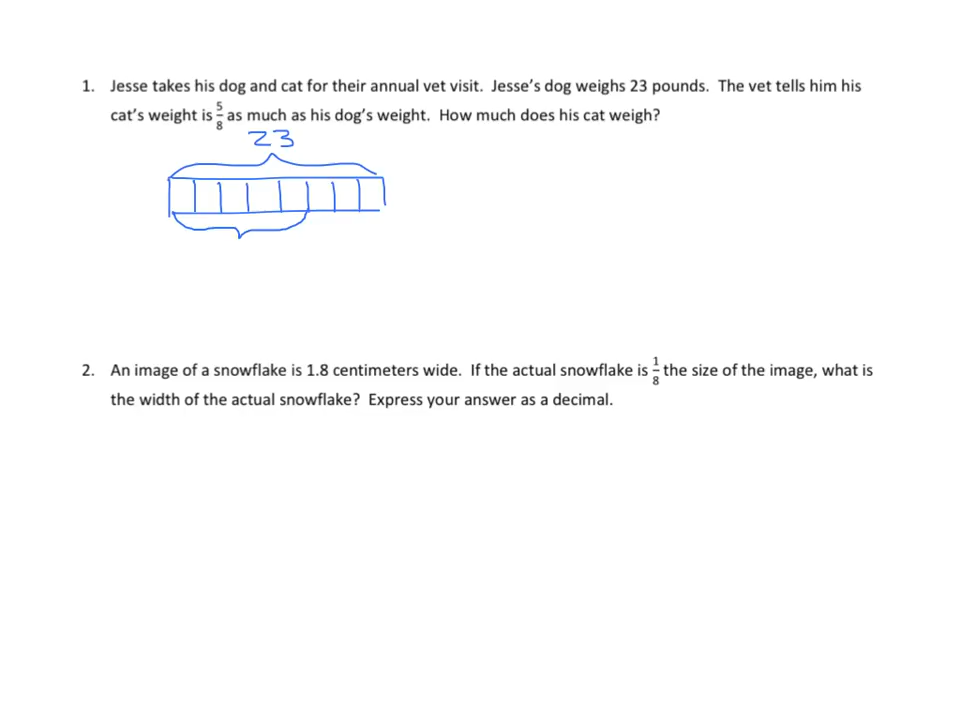 1. Jesse takes his dog and cat for their annual vet visit. Jesse's dog weighs 23 pounds. The vet tells him his
cat's weight is 5/8 as much as his dog's weight. How much does his cat weigh?
23
2. An image of a snowflake is 1.8 centimeters wide. If the actual snowflake is 1/8 the size of the image, what is
the width of the actual snowflake? Express your answer as a decimal.